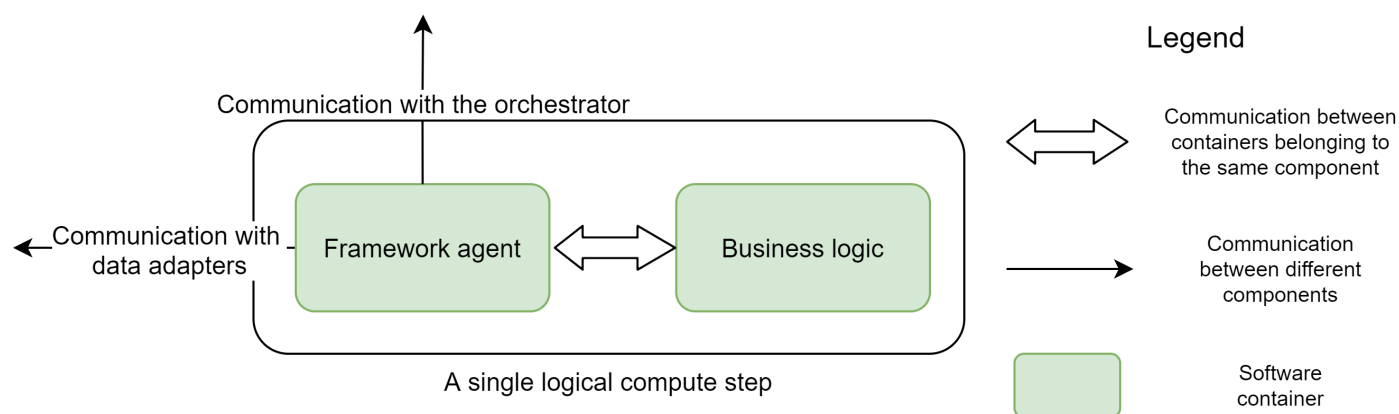 Legend
Communication with the orchestrator
Communication between
containers belonging to
the same component
Communication with
data adapters
Framework agent
Business logic
Communication
between different
components
A single logical compute step
Software
container